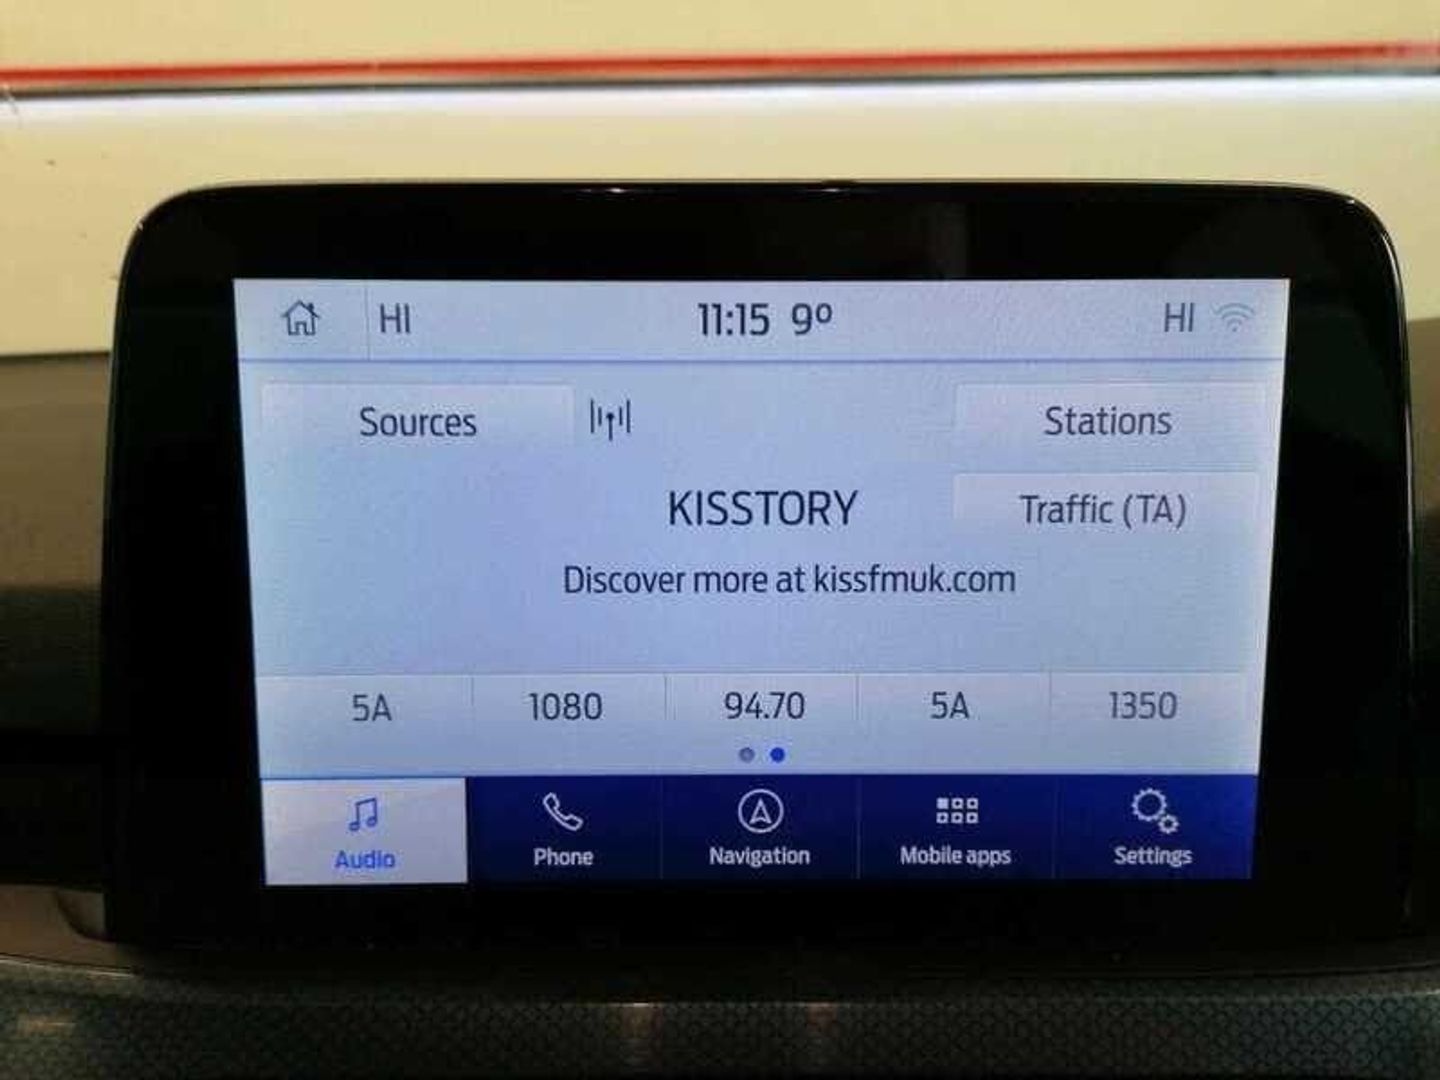 HI 11:15 9º HI
Sources Stations
KISSTORY Traffic (TA)
Discover more at kissfmuk.com
5A 1080 94.70 5A 1350
Audio Phone Navigation Mobile apps Settings